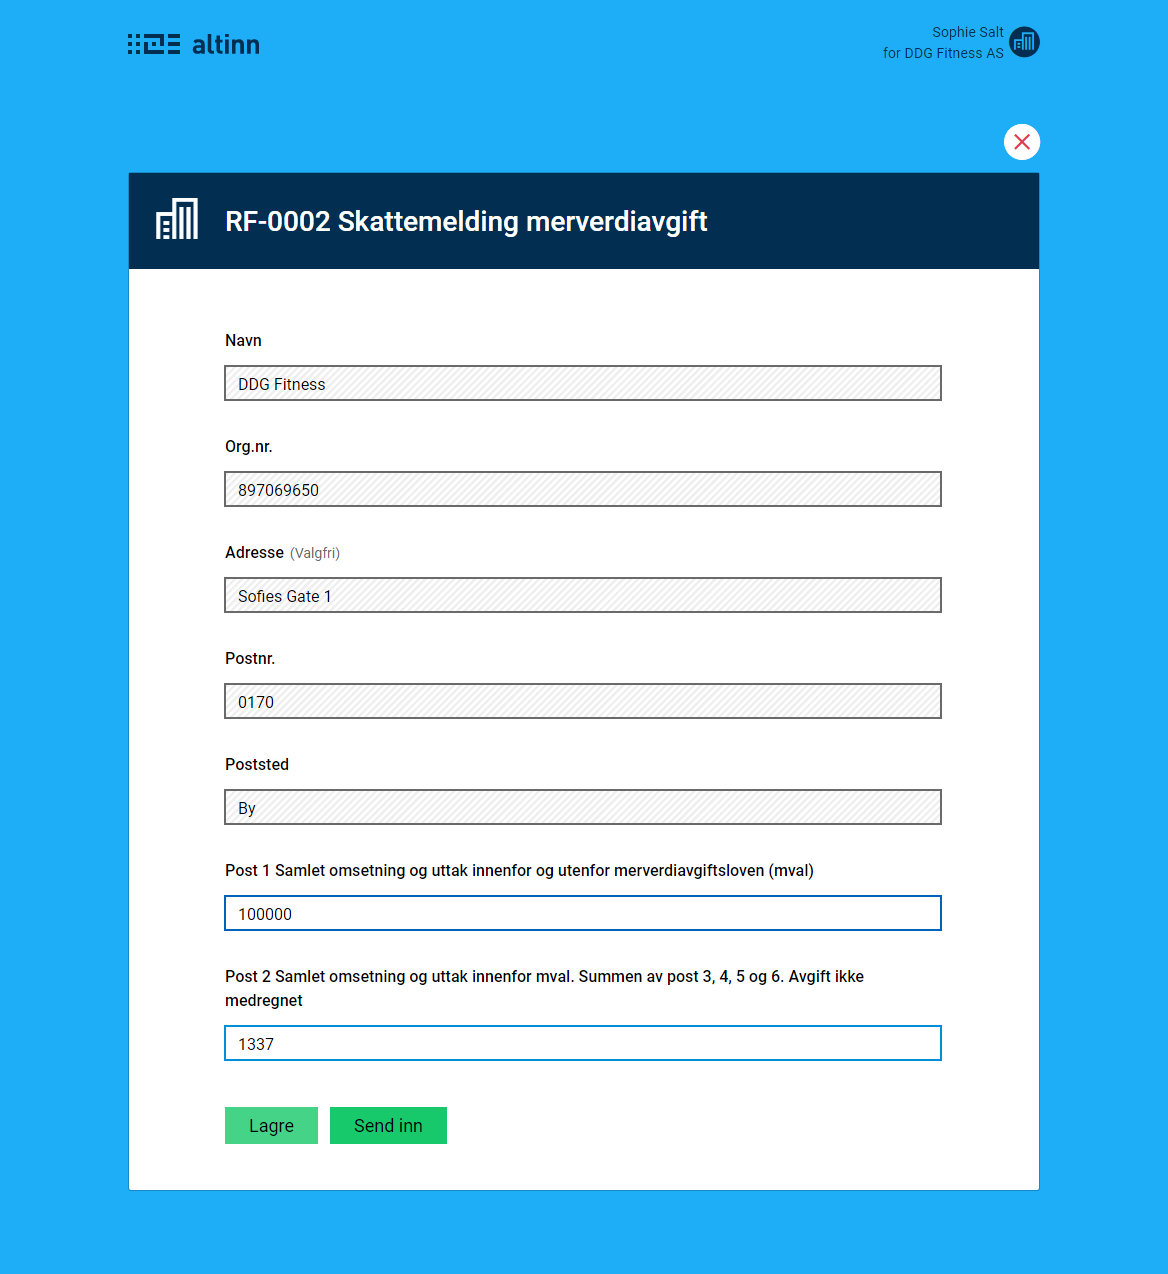 altinn
Sophie Salt
for DDG Fitness AS
RF-0002 Skattemelding merverdiavgift
Navn
DDG Fitness
Org.nr.
897069650
Adresse (Valgfri)
Sofies Gate 1
Postnr.
0170
Poststed
By
Post 1 Samlet omsetning og uttak innenfor og utenfor merverdiavgiftsloven (mval)
100000
Post 2 Samlet omsetning og uttak innenfor mval. Summen av post 3, 4, 5 og 6. Avgift ikke
medregnet
1337
Lagre Send inn